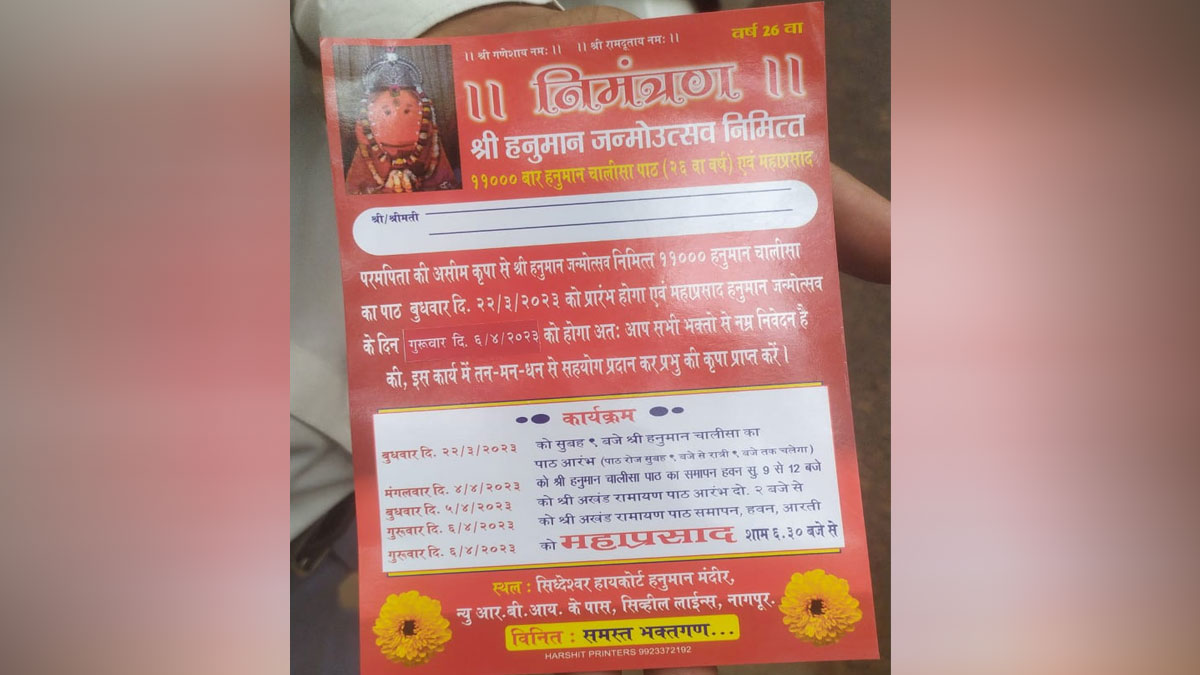 ।। श्री गणेशाय नमः ।। ।। श्री रामदूताय नमः ।।
वर्ष 26 वा
।। निमंत्रण ।।
श्री हनुमान जन्मोउत्सव निमित्त
११००० बार हनुमान चालीसा पाठ (२६ वा वर्ष) एवं महाप्रसाद
श्री/श्रीमती
परमपिता की असीम कृपा से श्री हनुमान जन्मोत्सव निमित्त ११००० हनुमान चालीसा
का पाठ बुधवार दि. २२/३/२०२३ को प्रारंभ होगा एवं महाप्रसाद हनुमान जन्मोत्सव
के दिन गुरूवार दि. ६/४/२०२३ को होगा अतः आप सभी भक्तो से नम्र निवेदन है
की, इस कार्य में तन-मन-धन से सहयोग प्रदान कर प्रभु की कृपा प्राप्त करें।
कार्यक्रम
बुधवार दि. २२/३/२०२३ को सुबह ९ बजे श्री हनुमान चालीसा का
पाठ आरंभ (पाठ रोज सुबह ९ बजे से रात्री ९ बजे तक चलेगा)
मंगलवार दि. ४/४/२०२३ को श्री हनुमान चालीसा पाठ का समापन हवन सु. 9 से 12 बजे
बुधवार दि. ५/४/२०२३ को श्री अखंड रामायण पाठ आरंभ दो. २ बजे से
गुरूवार दि. ६/४/२०२३ को श्री अखंड रामायण पाठ समापन, हवन, आरती
गुरूवार दि. ६/४/२०२३ को महाप्रसाद शाम ६.३० बजे से
स्थल : सिध्देश्वर हायकोर्ट हनुमान मंदीर,
न्यु आर.बी.आय. के पास, सिव्हील लाईन्स, नागपूर.
विनित : समस्त भक्तगण...
HARSHIT PRINTERS 9923372192